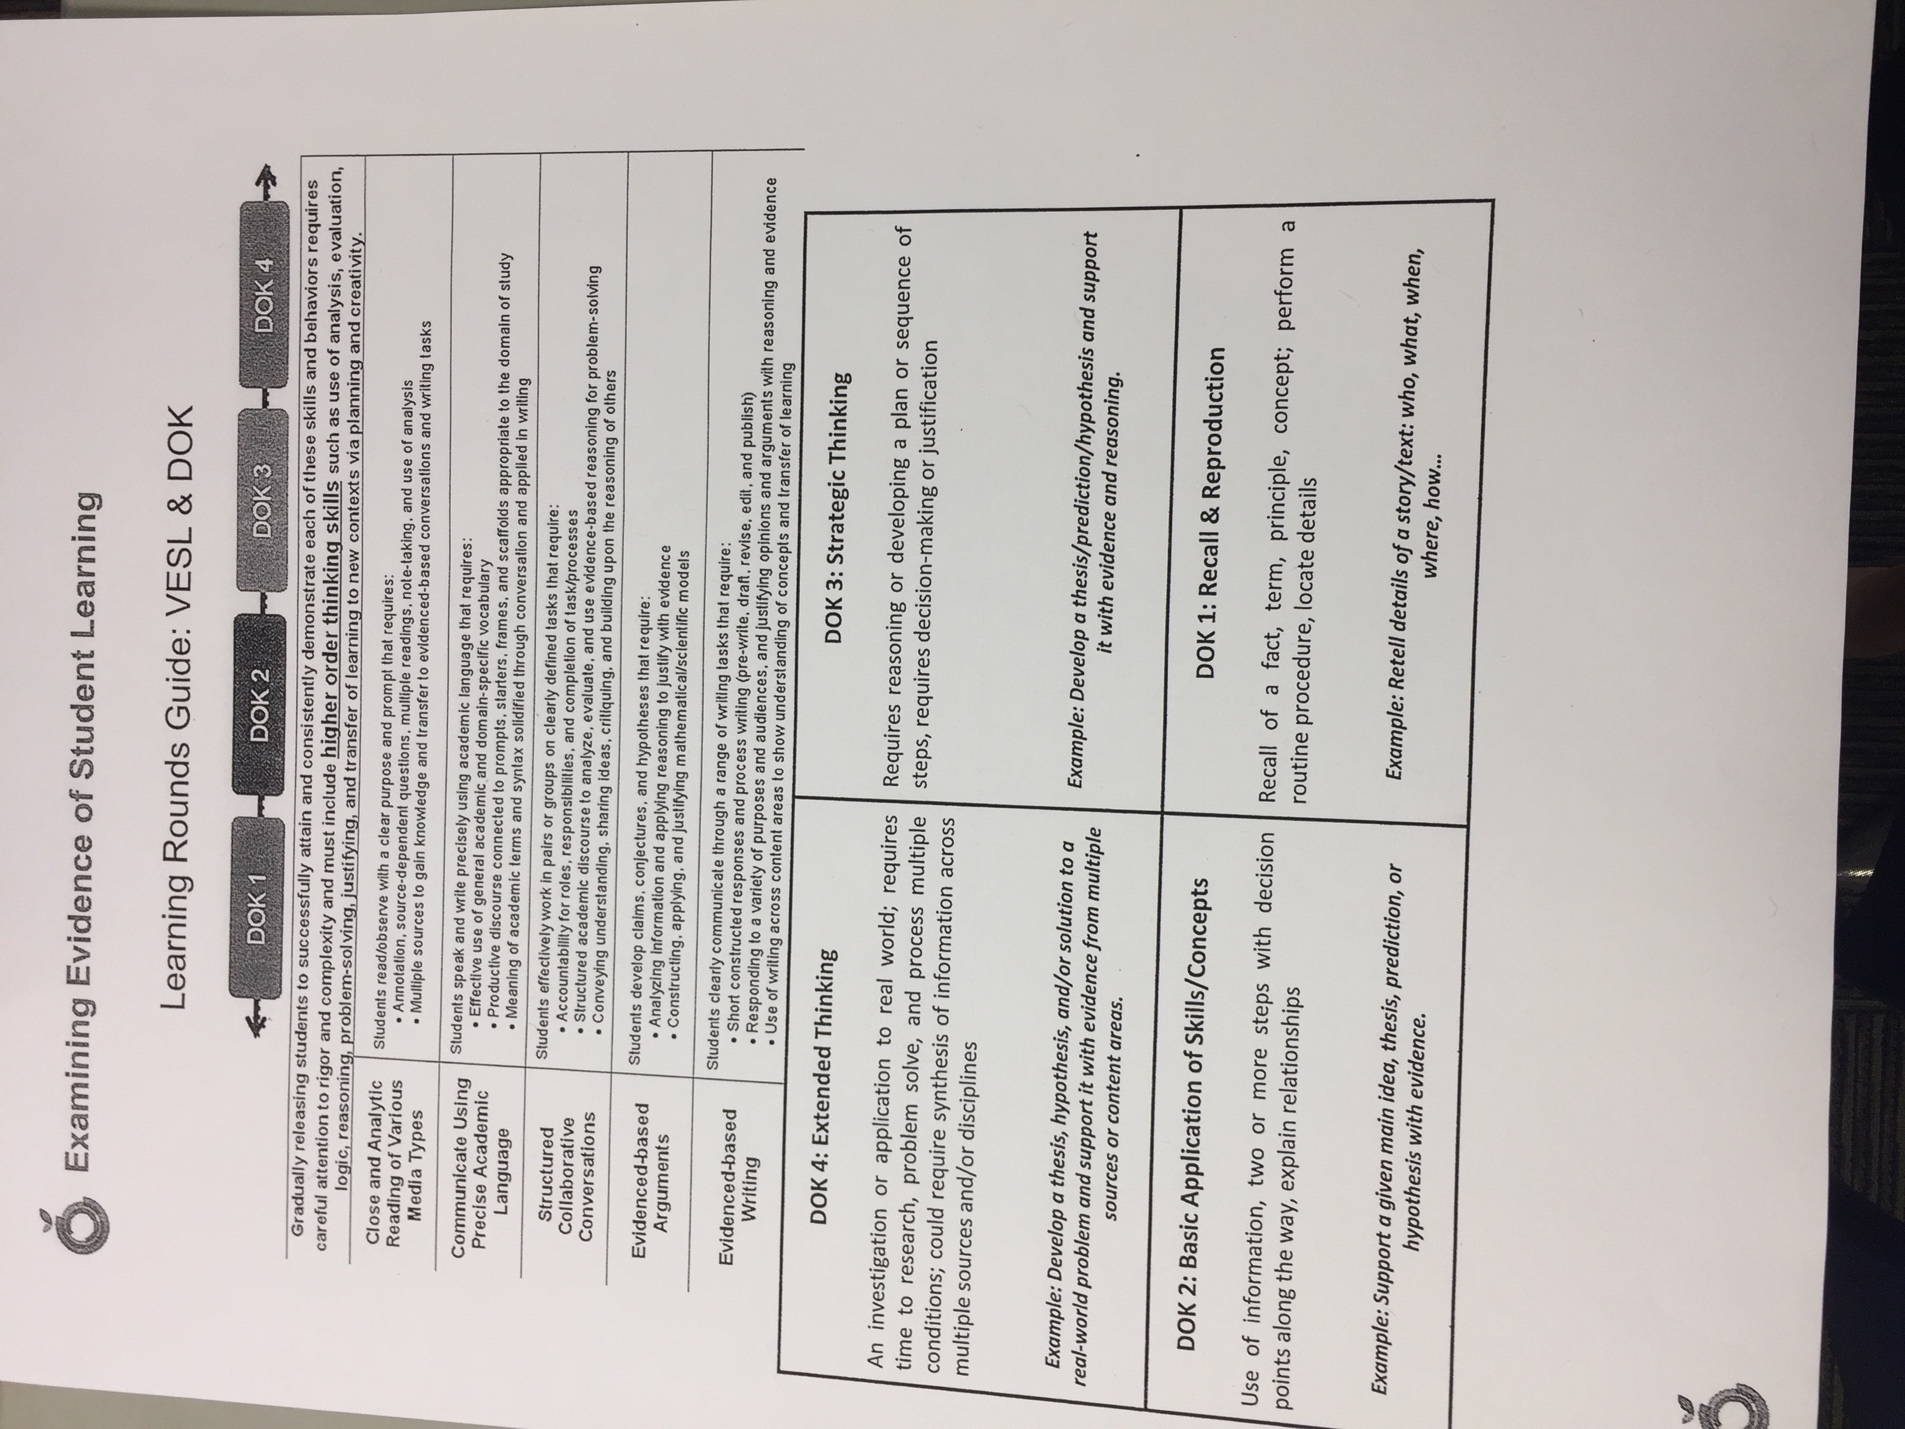 Examining Evidence of Student Learning
Learning Rounds Guide: VESL & DOK
DOK 1
DOK 2
DOK 3
DOK 4
Gradually releasing students to successfully attain and consistently demonstrate each of these skills and behaviors requires
careful attention to rigor and complexity and must include higher order thinking skills such as use of analysis, evaluation,
logic, reasoning, problem-solving, justifying, and transfer of learning to new contexts via planning and creativity.
Close and Analytic
Reading of Various
Media Types
Students read/observe with a clear purpose and prompt that requires:
• Annotation, source-dependent questions, multiple readings, note-taking, and use of analysis
• Multiple sources to gain knowledge and transfer to evidenced-based conversations and writing tasks
Communicate Using
Precise Academic
Language
Students speak and write precisely using academic language that requires:
• Effective use of general academic and domain-specific vocabulary
• Productive discourse connected to prompts, starters, frames, and scaffolds appropriate to the domain of study
• Meaning of academic terms and syntax solidified through conversation and applied in writing
Structured
Collaborative
Conversations
Students effectively work in pairs or groups on clearly defined tasks that require:
• Accountability for roles, responsibilities, and completion of task/processes
• Structured academic discourse to analyze, evaluate, and use evidence-based reasoning for problem-solving
• Conveying understanding, sharing ideas, critiquing, and building upon the reasoning of others
Evidenced-based
Arguments
Students develop claims, conjectures, and hypotheses that require:
• Analyzing information and applying reasoning to justify with evidence
• Constructing, applying, and justifying mathematical/scientific models
Evidenced-based
Writing
Students clearly communicate through a range of writing tasks that require:
• Short constructed responses and process writing (pre-write, draft, revise, edit, and publish)
• Responding to a variety of purposes and audiences, and justifying opinions and arguments with reasoning and evidence
• Use of writing across content areas to show understanding of concepts and transfer of learning
DOK 4: Extended Thinking
An investigation or application to real world; requires
time to research, problem solve, and process multiple
conditions; could require synthesis of information across
multiple sources and/or disciplines
Example: Develop a thesis, hypothesis, and/or solution to a
real-world problem and support it with evidence from multiple
sources or content areas.
DOK 3: Strategic Thinking
Requires reasoning or developing a plan or sequence of
steps, requires decision-making or justification
Example: Develop a thesis/prediction/hypothesis and support
it with evidence and reasoning.
DOK 2: Basic Application of Skills/Concepts
Use of information, two or more steps with decision
points along the way, explain relationships
Example: Support a given main idea, thesis, prediction, or
hypothesis with evidence.
DOK 1: Recall & Reproduction
Recall of a fact, term, principle, concept; perform a
routine procedure, locate details
Example: Retell details of a story/text: who, what, when,
where, how...